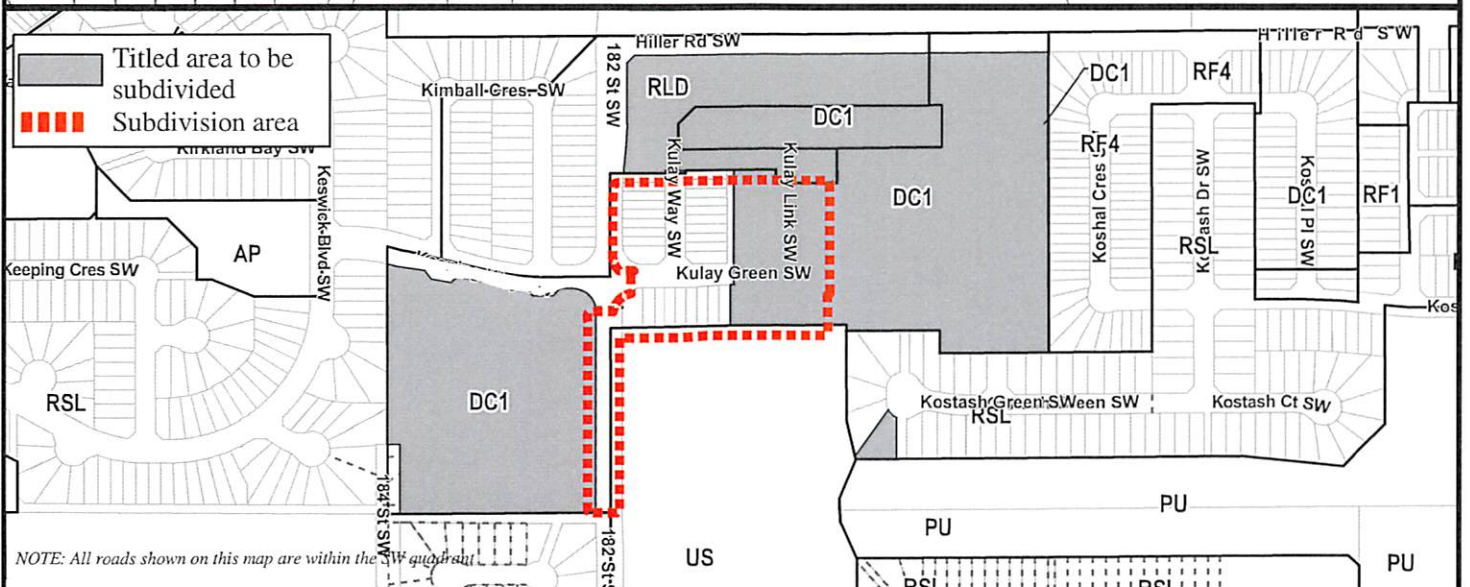 Titled area to be
subdivided
Subdivision area
Hiller Rd SW
Hiller Rd SW
182 St SW
Kimball Cres. SW
RLD
DC1
DC1
RF4
Kirkland Bay SW
Keswick Blvd SW
Kulay Way SW
Kulay Link SW
DC1
RF4
Koshal Cres
Kostash Dr SW
DC1
Pl SW
RF1
RSL
AP
Keeping Cres SW
Kulay Green SW
Kos
RSL
DC1
Kostash Green SW
RSL
Kostash Ct SW
184 St SW
182 St
PU
PU
PU
US
RSL
RSL
NOTE: All roads shown on this map are within the SW quadrant